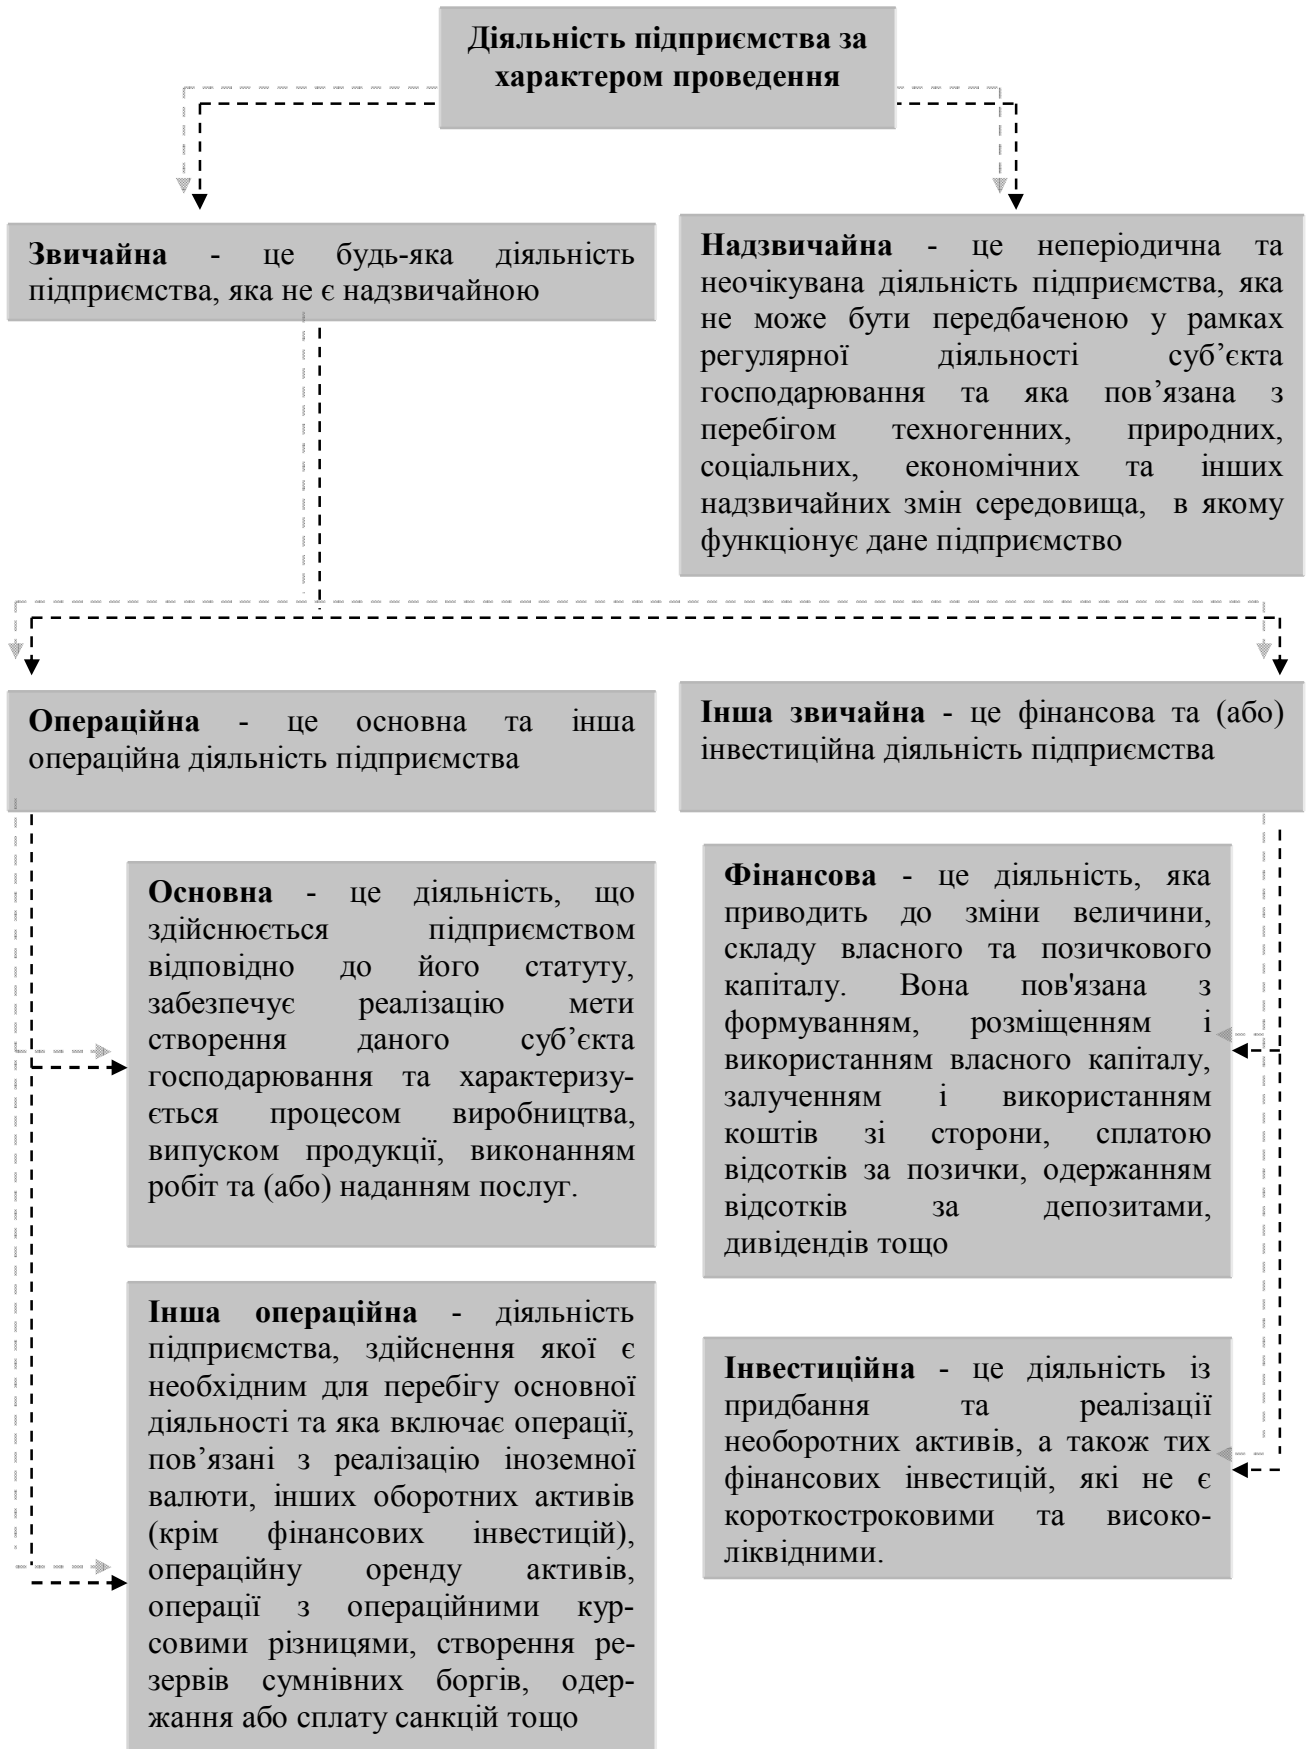 Діяльність підприємства за
характером проведення
Звичайна - це будь-яка діяльність
підприємства, яка не є надзвичайною
Надзвичайна - це неперіодична та
неочікувана діяльність підприємства, яка
не може бути передбаченою у рамках
регулярної діяльності суб’єкта
господарювання та яка пов’язана з
перебігом техногенних, природних,
соціальних, економічних та інших
надзвичайних змін середовища, в якому
функціонує дане підприємство
Операційна - це основна та інша
операційна діяльність підприємства
Інша звичайна - це фінансова та (або)
інвестиційна діяльність підприємства
Основна - це діяльність, що
здійснюється підприємством
відповідно до його статуту,
забезпечує реалізацію мети
створення даного суб’єкта
господарювання та характеризу-
ється процесом виробництва,
випуском продукції, виконанням
робіт та (або) наданням послуг.
Інша операційна - діяльність
підприємства, здійснення якої є
необхідним для перебігу основної
діяльності та яка включає операції,
пов’язані з реалізацію іноземної
валюти, інших оборотних активів
(крім фінансових інвестицій),
операційну оренду активів,
операції з операційними кур-
совими різницями, створення ре-
зервів сумнівних боргів, одер-
жання або сплату санкцій тощо
Фінансова - це діяльність, яка
приводить до зміни величини,
складу власного та позичкового
капіталу. Вона пов'язана з
формуванням, розміщенням і
використанням власного капіталу,
залученням і використанням
коштів зі сторони, сплатою
відсотків за позички, одержанням
відсотків за депозитами,
дивідендів тощо
Інвестиційна - це діяльність із
придбання та реалізації
необоротних активів, а також тих
фінансових інвестицій, які не є
короткостроковими та високо-
ліквідними.